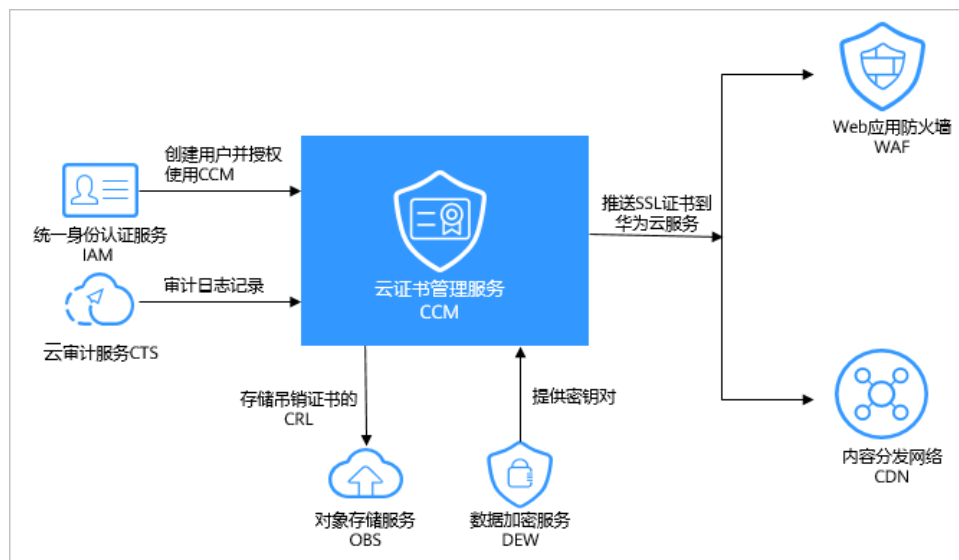 创建用户并授权
使用CCM
统一身份认证服务
IAM
审计日志记录
云审计服务CTS
云证书管理服务
CCM
推送SSL证书到
华为云服务
Web应用防火墙
WAF
存储吊销证书的
CRL
提供密钥对
对象存储服务
OBS
数据加密服务
DEW
内容分发网络
CDN